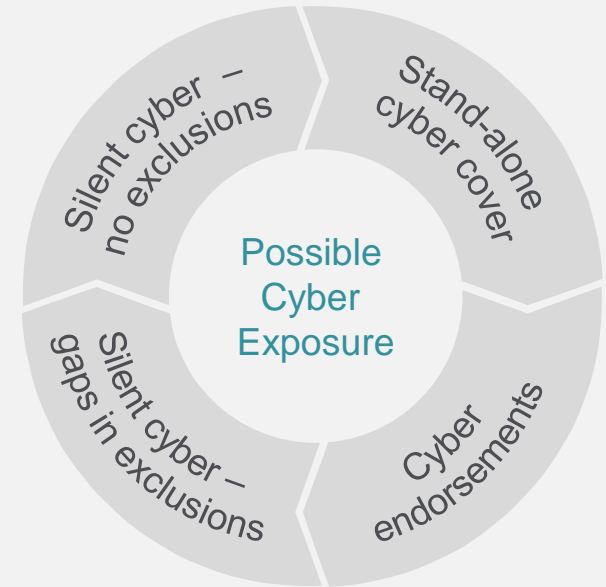 Silent cyber –
no exclusions
Stand-alone
cyber cover
Possible
Cyber
Exposure
Silent cyber –
gaps in exclusions
Cyber
endorsements